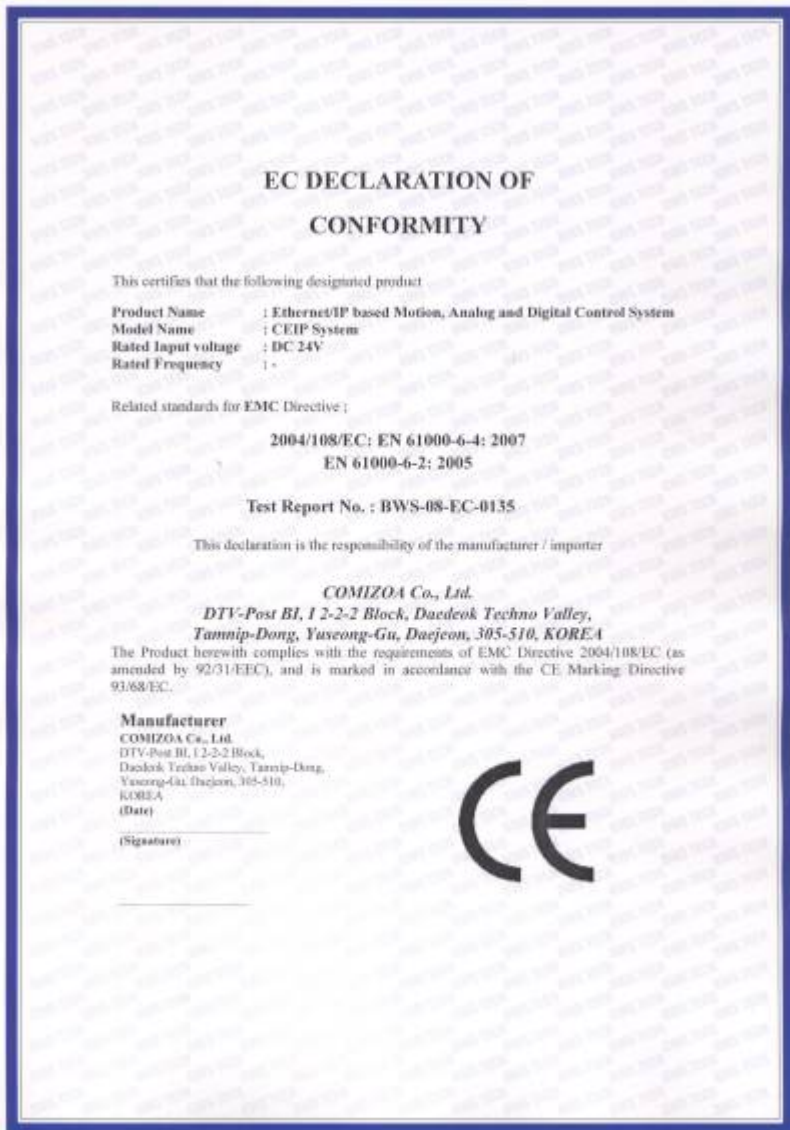 EC DECLARATION OF
CONFORMITY
This certifies that the following designated product
Product Name : Ethernet/IP based Motion, Analog and Digital Control System
Model Name : CEIP System
Rated Input voltage : DC 24V
Rated Frequency : -
Related standards for EMC Directive ;
2004/108/EC: EN 61000-6-4: 2007
EN 61000-6-2: 2005
Test Report No. : BWS-08-EC-0135
This declaration is the responsibility of the manufacturer / importer
COMIZOA Co., Ltd.
DTV-Post BI, I 2-2-2 Block, Daedeok Techno Valley,
Tamnip-Dong, Yuseong-Gu, Daejeon, 305-510, KOREA
The Product herewith complies with the requirements of EMC Directive 2004/108/EC (as
amended by 92/31/EEC), and is marked in accordance with the CE Marking Directive
93/68/EC.
Manufacturer
COMIZOA Co., Ltd.
DTV-Post BI, I 2-2-2 Block,
Daedeok Techno Valley, Tamnip-Dong,
Yuseong-Gu, Daejeon, 305-510,
KOREA
(Date)
(Signature)
CE